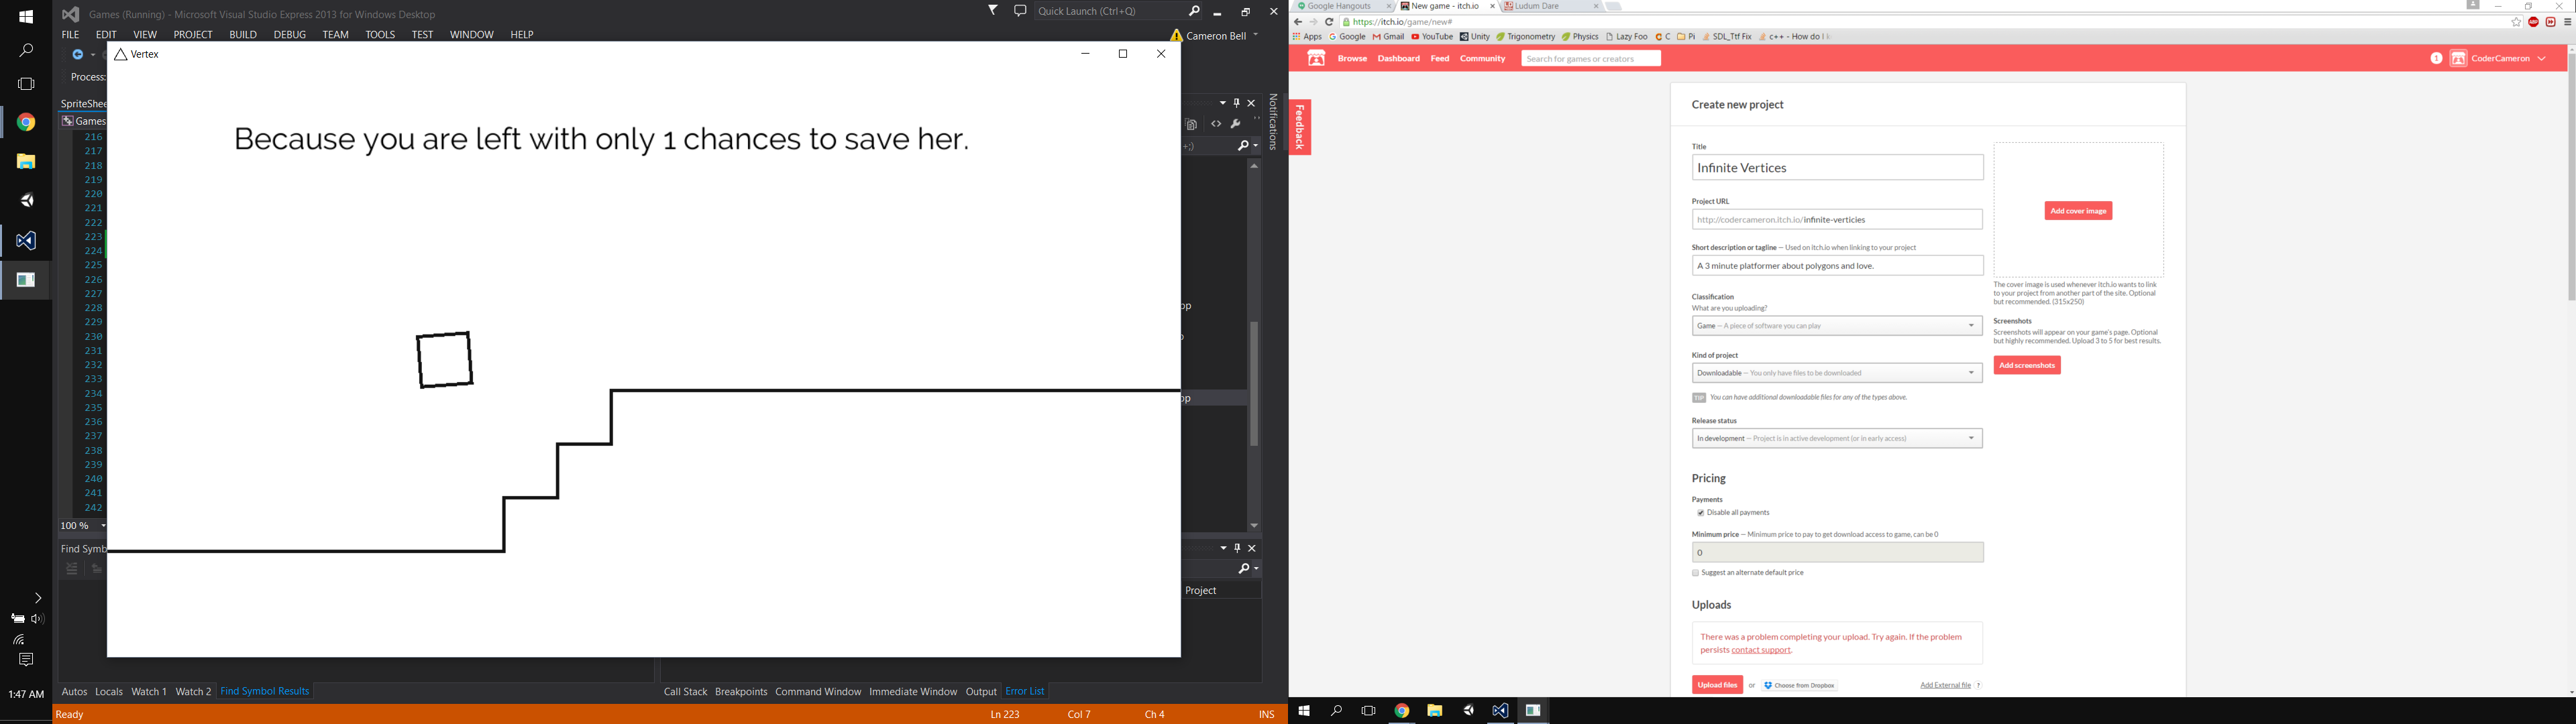 Games (Running) - Microsoft Visual Studio Express 2013 for Windows Desktop
Quick Launch (Ctrl+Q)
FILE EDIT VIEW PROJECT BUILD DEBUG TEAM TOOLS TEST WINDOW HELP
Cameron Bell
Vertex
Process:
SpriteShee
Games
Notifications
Because you are left with only 1 chances to save her.
+;)
216
217
218
219
220
221
222
223
224
225
226
227
228
229
230
231
232
233
234
235
236
237
238
239
240
241
242
pp
pp
100 %
Find Symb
Project
Autos Locals Watch 1 Watch 2 Find Symbol Results
Call Stack Breakpoints Command Window Immediate Window Output Error List
Ready
Ln 223 Col 7 Ch 4 INS
1:47 AM
Google Hangouts
New game - itch.io
Ludum Dare
https://itch.io/game/new#
ABP
Apps Google Gmail YouTube Unity Trigonometry Physics Lazy Foo C Pi SDL_Ttf Fix c++ - How do I
Browse Dashboard Feed Community
Search for games or creators
1 CoderCameron
Feedback
Create new project
Title
Infinite Vertices
Project URL
http://codercameron.itch.io/infinite-verticies
Short description or tagline — Used on itch.io when linking to your project
A 3 minute platformer about polygons and love.
Classification
What are you uploading?
Game — A piece of software you can play
Kind of project
Downloadable — You only have files to be downloaded
TIP You can have additional downloadable files for any of the types above.
Release status
In development — Project is in active development (or in early access)
Pricing
Payments
Disable all payments
Minimum price — Minimum price to pay to get download access to game, can be 0
0
Suggest an alternate default price
Uploads
There was a problem completing your upload. Try again. If the problem
persists contact support.
Upload files or Choose from Dropbox Add External file ?
Add cover image
The cover image is used whenever itch.io wants to link
to your project from another part of the site. Optional
but recommended. (315x250)
Screenshots
Screenshots will appear on your game's page. Optional
but highly recommended. Upload 3 to 5 for best results.
Add screenshots